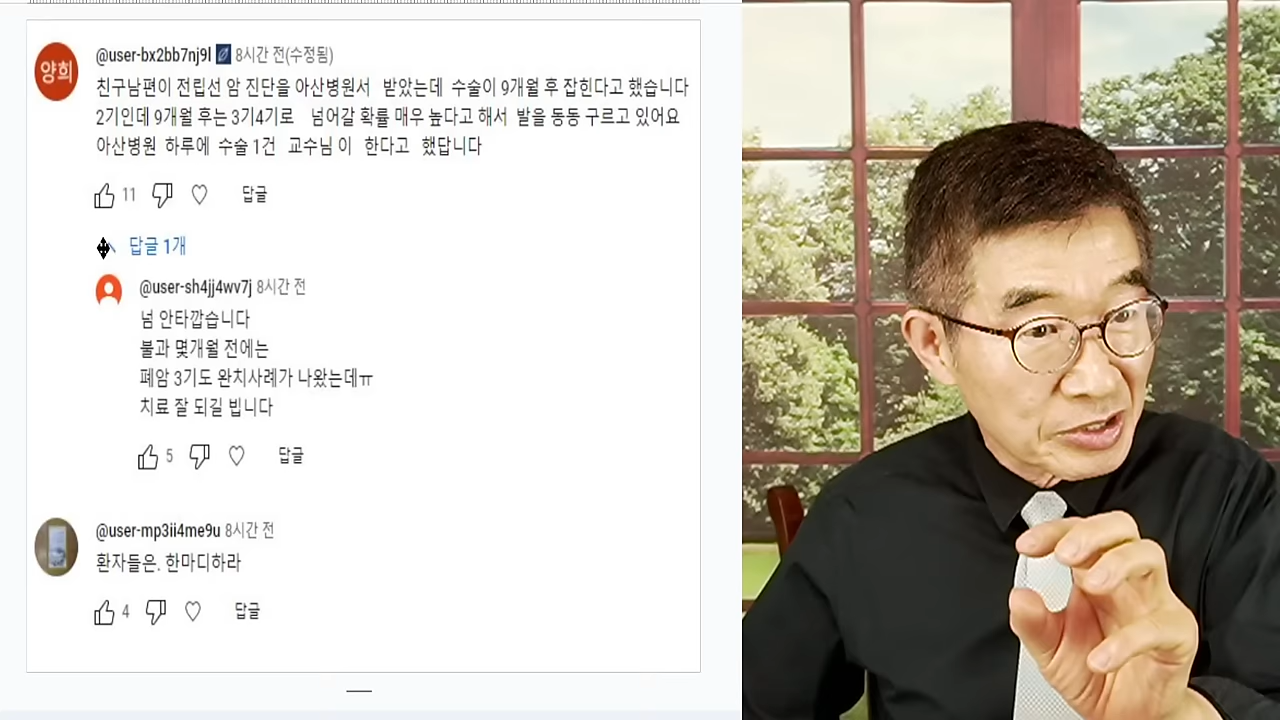 양희
@user-bx2bb7nj9l 8시간 전(수정됨)
친구남편이 전립선 암 진단을 아산병원서 받았는데 수술이 9개월 후 잡힌다고 했습니다
2기인데 9개월 후는 3기4기로 넘어갈 확률 매우 높다고 해서 발을 동동 구르고 있어요
아산병원 하루에 수술 1건 교수님 이 한다고 했답니다
11 답글
답글 1개
@user-sh4jj4wv7j 8시간 전
넘 안타깝습니다
불과 몇개월 전에는
폐암 3기도 완치사례가 나왔는데ㅠ
치료 잘 되길 빕니다
5 답글
@user-mp3ii4me9u 8시간 전
환자들은. 한마디하라
4 답글